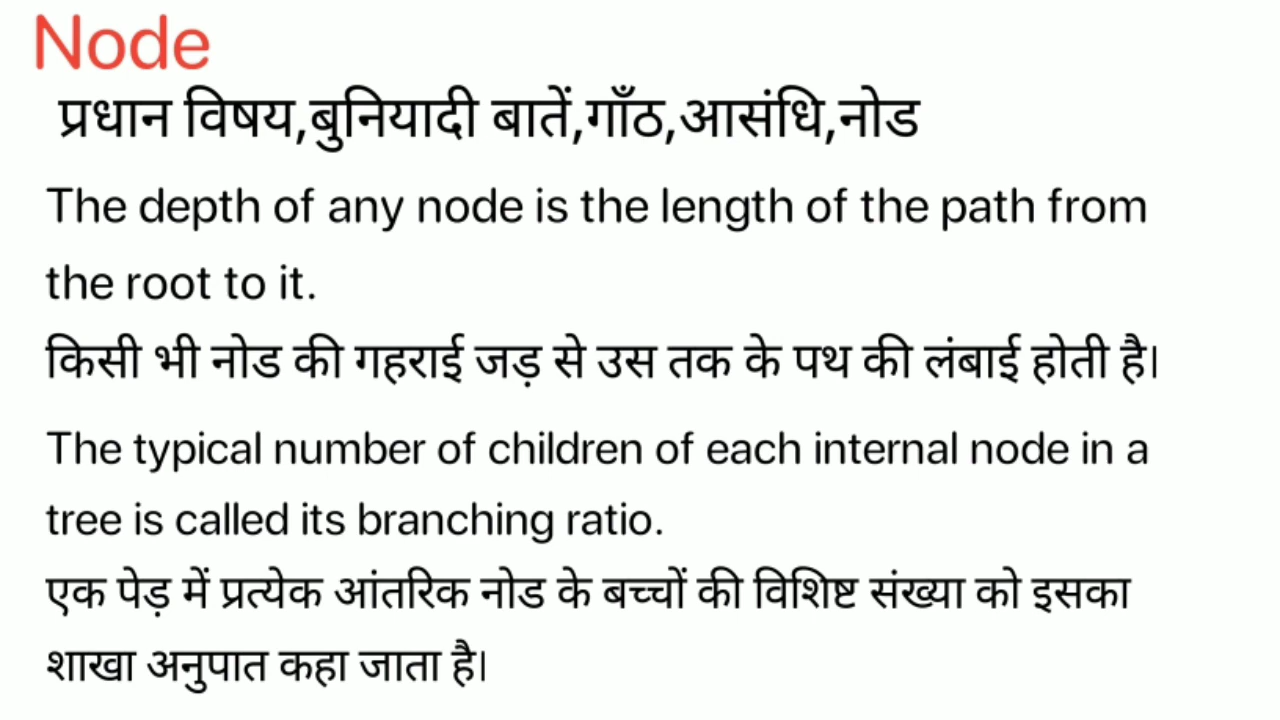 Node
प्रधान विषय,बुनियादी बातें,गाँठ,आसंधि,नोड
The depth of any node is the length of the path from
the root to it.
किसी भी नोड की गहराई जड़ से उस तक के पथ की लंबाई होती है।
The typical number of children of each internal node in a
tree is called its branching ratio.
एक पेड़ में प्रत्येक आंतरिक नोड के बच्चों की विशिष्ट संख्या को इसका
शाखा अनुपात कहा जाता है।